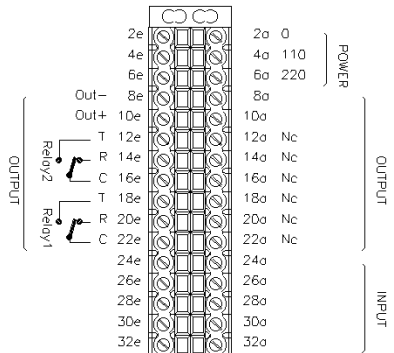 2e 2a 0
4e 4a 110
6e 6a 220
POWER
Out- 8e 8a
Out+ 10e 10a
T 12e 12a Nc
R 14e 14a Nc
C 16e 16a Nc
Relay2
T 18e 18a Nc
R 20e 20a Nc
C 22e 22a Nc
Relay1
OUTPUT
OUTPUT
24e 24a
26e 26a
28e 28a
30e 30a
32e 32a
INPUT